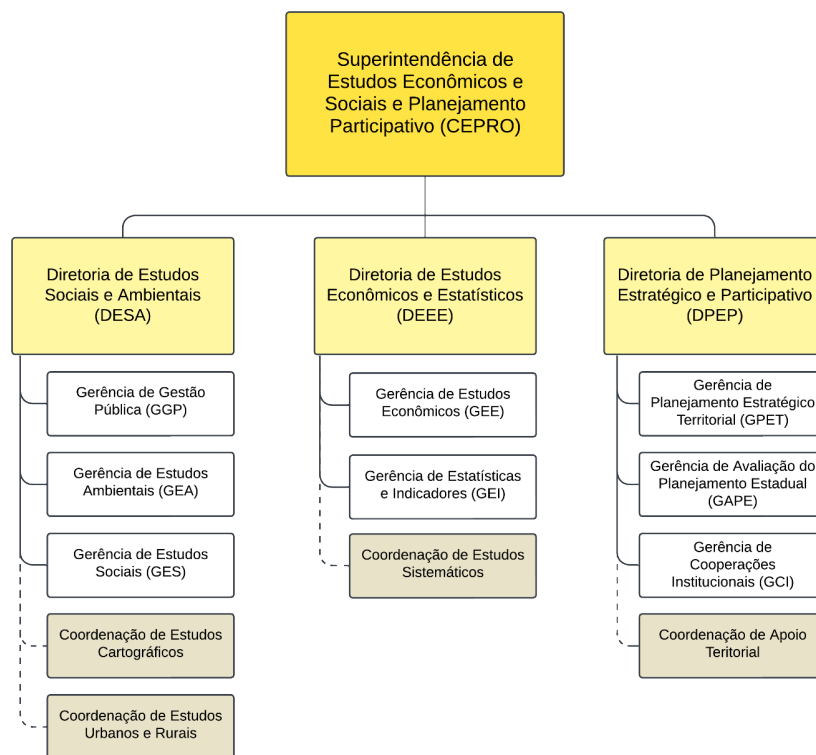 Superintendência de
Estudos Econômicos e
Sociais e Planejamento
Participativo (CEPRO)
Diretoria de Estudos
Sociais e Ambientais
(DESA)
Gerência de Gestão
Pública (GGP)
Gerência de Estudos
Ambientais (GEA)
Gerência de Estudos
Sociais (GES)
Coordenação de Estudos
Cartográficos
Coordenação de Estudos
Urbanos e Rurais
Diretoria de Estudos
Econômicos e Estatísticos
(DEEE)
Gerência de Estudos
Econômicos (GEE)
Gerência de Estatísticas
e Indicadores (GEI)
Coordenação de Estudos
Sistemáticos
Diretoria de Planejamento
Estratégico e Participativo
(DPEP)
Gerência de
Planejamento Estratégico
Territorial (GPET)
Gerência de Avaliação do
Planejamento Estadual
(GAPE)
Gerência de
Cooperações
Institucionais (GCI)
Coordenação de Apoio
Teritorial